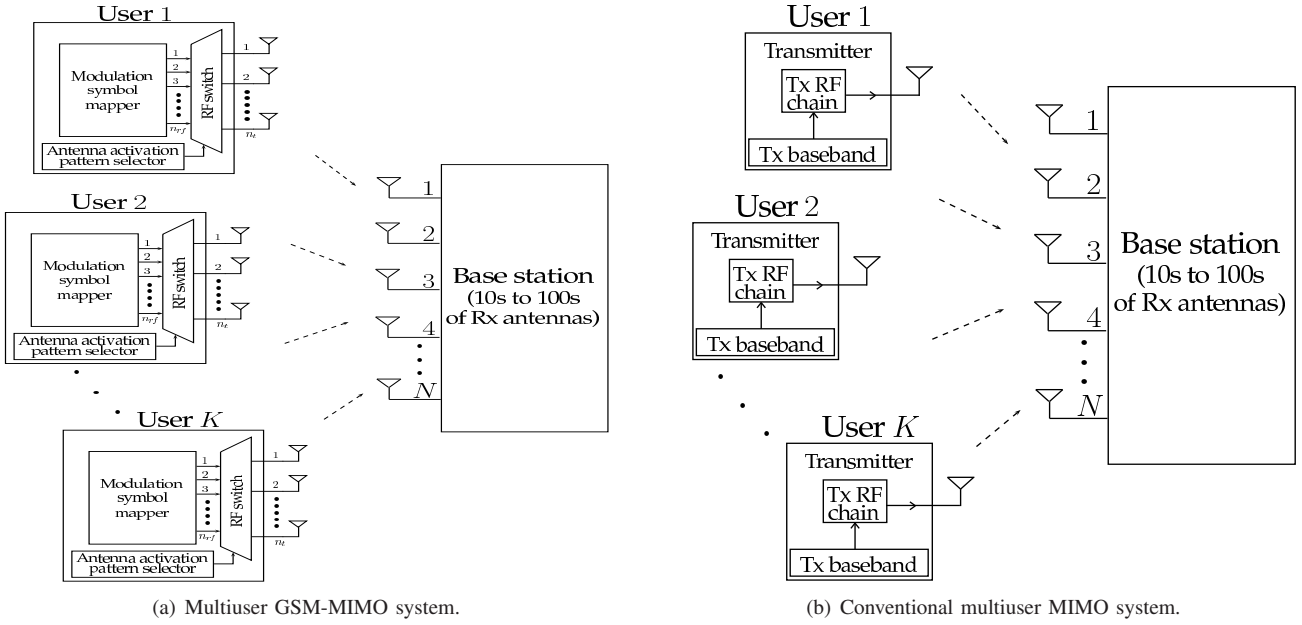 User 1
Modulation
symbol
mapper
1
2
3
n_rf
RF switch
1
2
n_t
Antenna activation
pattern selector
User 2
Modulation
symbol
mapper
1
2
3
n_rf
RF switch
1
2
n_t
Antenna activation
pattern selector
User K
Modulation
symbol
mapper
1
2
3
n_rf
RF switch
1
2
n_t
Antenna activation
pattern selector
1
2
3
4
N
Base station
(10s to 100s
of Rx antennas)
(a) Multiuser GSM-MIMO system.
User 1
Transmitter
Tx RF
chain
Tx baseband
User 2
Transmitter
Tx RF
chain
Tx baseband
User K
Transmitter
Tx RF
chain
Tx baseband
1
2
3
4
N
Base station
(10s to 100s
of Rx antennas)
(b) Conventional multiuser MIMO system.